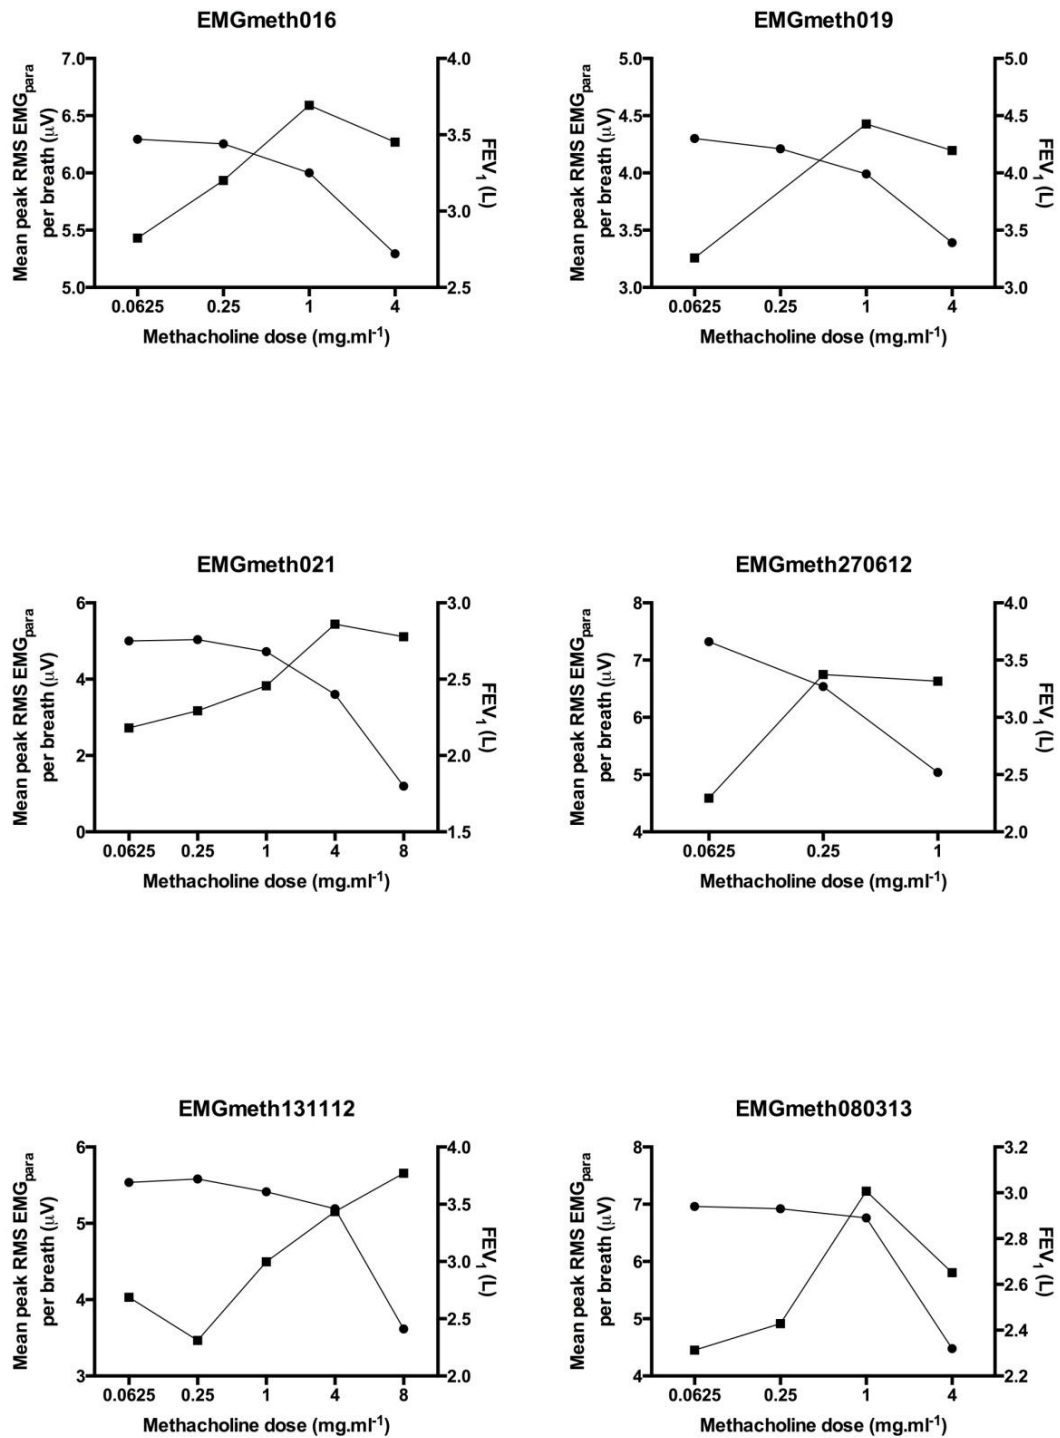 EMGmeth016
Mean peak RMS EMGpara
per breath (μV)
7.0
6.5
6.0
5.5
5.0
4.0
3.5
3.0
2.5
FEV1 (L)
0.0625 0.25 1 4
Methacholine dose (mg.ml-1)
EMGmeth019
Mean peak RMS EMGpara
per breath (μV)
5.0
4.5
4.0
3.5
3.0
5.0
4.5
4.0
3.5
3.0
FEV1 (L)
0.0625 0.25 1 4
Methacholine dose (mg.ml-1)
EMGmeth021
Mean peak RMS EMGpara
per breath (μV)
6
4
2
0
3.0
2.5
2.0
1.5
FEV1 (L)
0.0625 0.25 1 4 8
Methacholine dose (mg.ml-1)
EMGmeth270612
Mean peak RMS EMGpara
per breath (μV)
8
7
6
5
4
4.0
3.5
3.0
2.5
2.0
FEV1 (L)
0.0625 0.25 1
Methacholine dose (mg.ml-1)
EMGmeth131112
Mean peak RMS EMGpara
per breath (μV)
6
5
4
3
4.0
3.5
3.0
2.5
2.0
FEV1 (L)
0.0625 0.25 1 4 8
Methacholine dose (mg.ml-1)
EMGmeth080313
Mean peak RMS EMGpara
per breath (μV)
8
7
6
5
4
3.2
3.0
2.8
2.6
2.4
2.2
FEV1 (L)
0.0625 0.25 1 4
Methacholine dose (mg.ml-1)